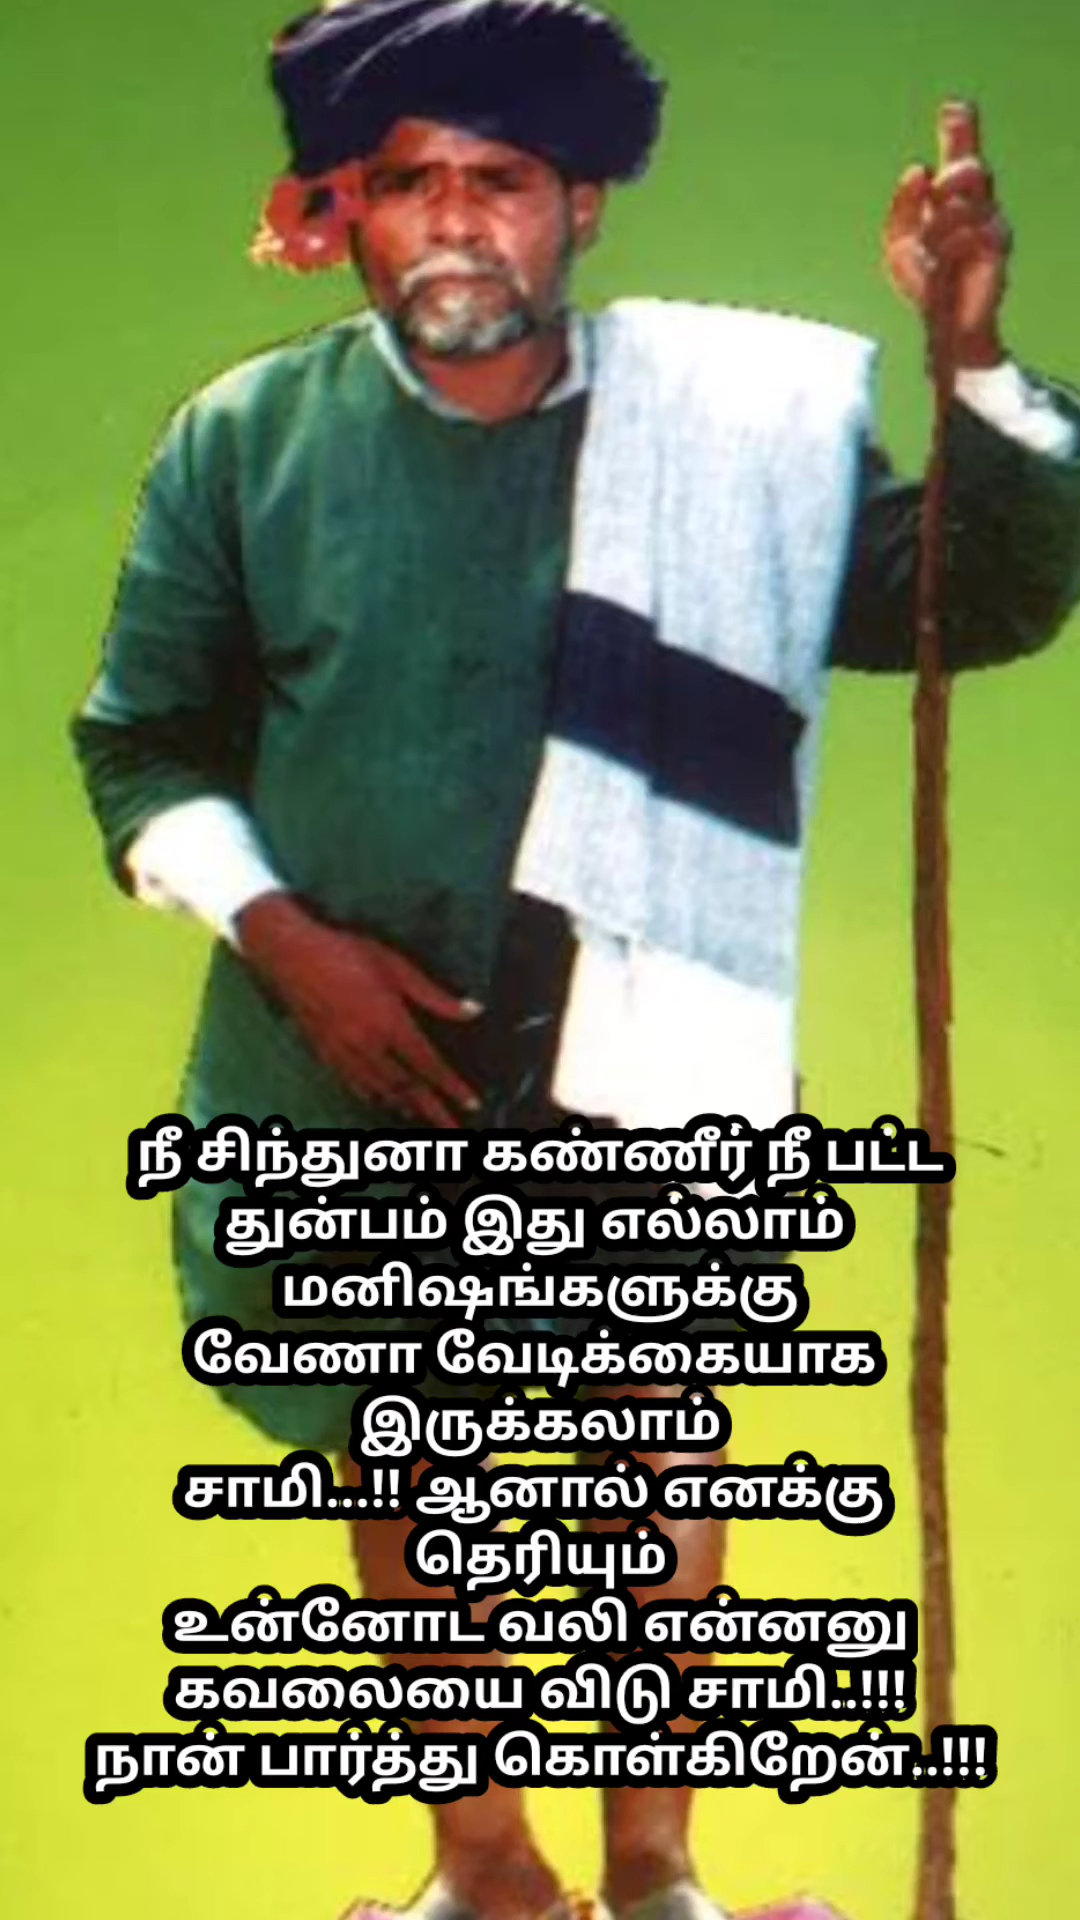 நீ சிந்துனா கண்ணீர் நீ பட்ட
துன்பம் இது எல்லாம்
மனிஷங்களுக்கு
வேணா வேடிக்கையாக
இருக்கலாம்
சாமி...!! ஆனால் எனக்கு
தெரியும்
உன்னோட வலி என்னனு
கவலையை விடு சாமி..!!!
நான் பார்த்து கொள்கிறேன்..!!!